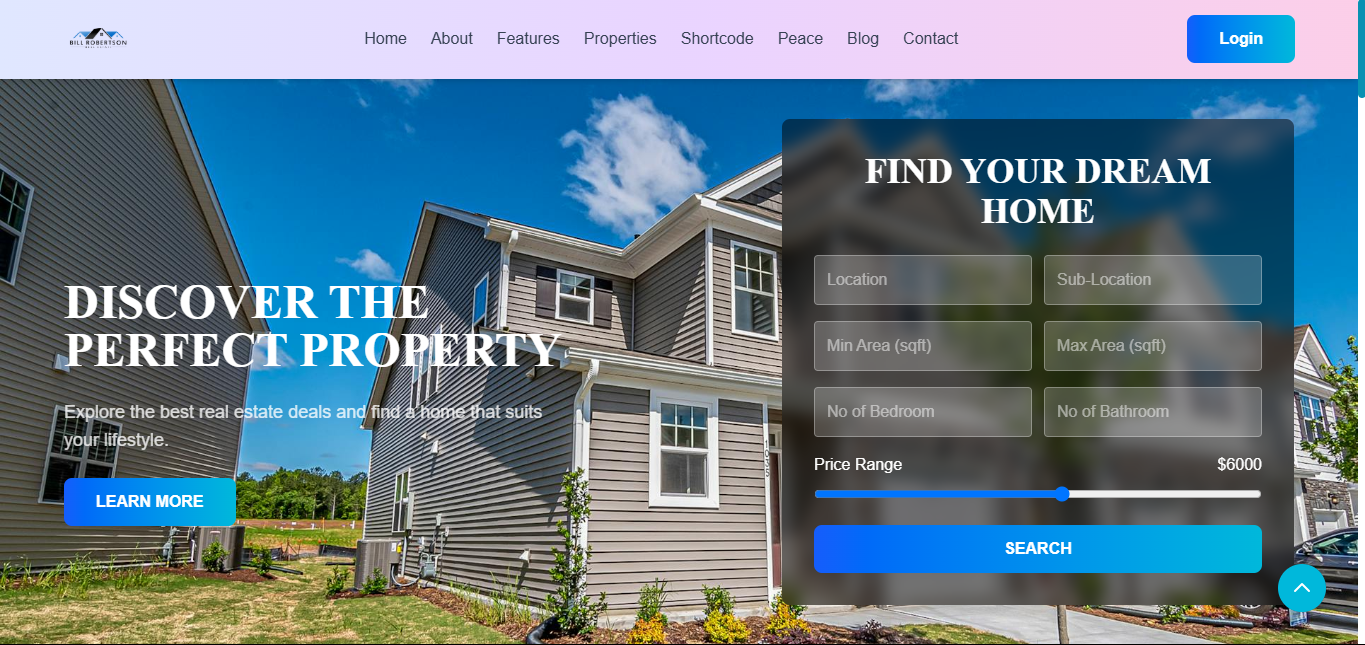 BILL ROBERTSON
Home About Features Properties Shortcode Peace Blog Contact
Login
DISCOVER THE
PERFECT PROPERTY
Explore the best real estate deals and find a home that suits
your lifestyle.
LEARN MORE
1035
FIND YOUR DREAM
HOME
Location Sub-Location
Min Area (sqft) Max Area (sqft)
No of Bedroom No of Bathroom
Price Range $6000
SEARCH